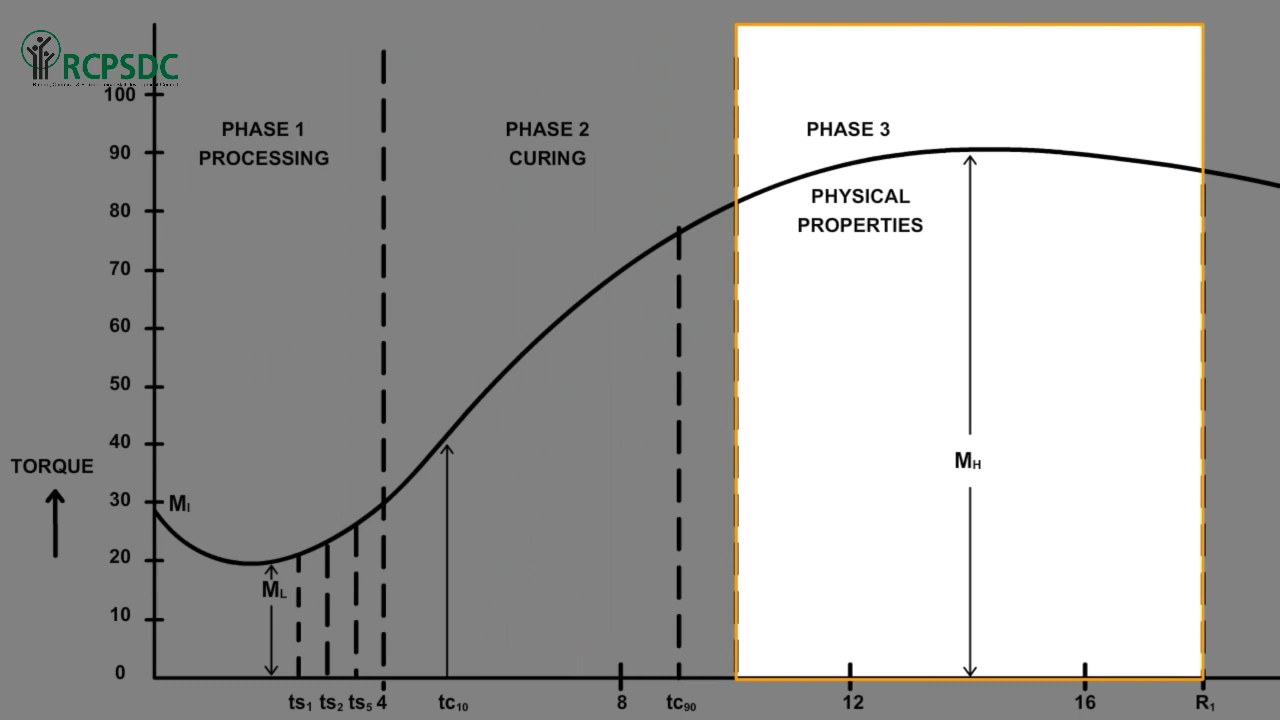 RCPSDC
100
90
80
70
60
50
40
30
20
10
0
TORQUE
PHASE 1
PROCESSING
PHASE 2
CURING
PHASE 3
PHYSICAL
PROPERTIES
MI
ML
MH
ts1 ts2 ts5 4 tc10 8 tc90 12 16 R1